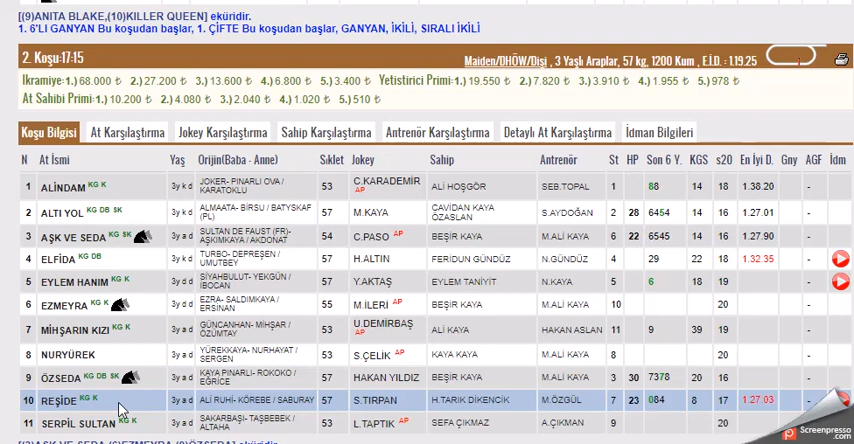 [(9)ANITA BLAKE,(10)KILLER QUEEN] eküridir.
1. 6'LI GANYAN Bu koşudan başlar, 1. ÇİFTE Bu koşudan başlar, GANYAN, İKİLİ, SIRALI İKİLİ
2. Koşu:17:15 Maiden/DHÖW/Dişi , 3 Yaşlı Araplar, 57 kg, 1200 Kum , E.İ.D. : 1.19.25
Ikramiye:1.) 68.000 ₺ 2.) 27.200 ₺ 3.) 13.600 ₺ 4.) 6.800 ₺ 5.) 3.400 ₺ Yetistirici Primi:1.) 19.550 ₺ 2.) 7.820 ₺ 3.) 3.910 ₺ 4.) 1.955 ₺ 5.) 978 ₺
At Sahibi Primi:1.) 10.200 ₺ 2.) 4.080 ₺ 3.) 2.040 ₺ 4.) 1.020 ₺ 5.) 510 ₺
Koşu Bilgisi At Karşılaştırma Jokey Karşılaştırma Sahip Karşılaştırma Antrenör Karşılaştırma Detaylı At Karşılaştırma İdman Bilgileri
N At İsmi Yaş Orijin(Baba - Anne) Sıklet Jokey Sahip Antrenör St HP Son 6 Y. KGS s20 En İyi D. Gny AGF İdm
1 ALİNDAM KG K 3y k d JOKER- PINARLI OVA / KARATOKLU 53 C.KARADEMİR AP ALİ HOŞGÖR SEB.TOPAL 1 88 14 18 1.38.20 -
2 ALTI YOL KG DB SK 3y k d ALMAATA- BİRSU / BATYSKAF (PL) 57 M.KAYA CAVİDAN KAYA ÖZASLAN S.AYDOĞAN 2 28 6454 14 16 1.27.01 -
3 AŞK VE SEDA KG SK 3y a d SULTAN DE FAUST (FR)- AŞKIMKAYA / AKDONAT 54 C.PASO AP BEŞİR KAYA M.ALİ KAYA 6 22 6545 14 16 1.27.90 -
4 ELFİDA KG DB 3y k d TURBO- DEPREŞEN / UMUTBEY 57 H.ALTIN FERİDUN GÜNDÜZ N.GÜNDÜZ 4 29 22 18 1.32.35 -
5 EYLEM HANIM KG K 3y d d SİYAHBULUT- YEKGÜN / İBOCAN 57 Y.AKTAŞ EYLEM TANİYİT N.KAYA 5 6 18 19 -
6 EZMEYRA KG K 3y d d EZRA- SALDIMKAYA / ERSİNAN 55 M.İLERİ AP BEŞİR KAYA M.ALİ KAYA 10 20 -
7 MİHŞARIN KIZI KG K 3y a d GÜNCANHAN- MİHŞAR / ÖZÜMTAY 53 U.DEMİRBAŞ AP ALİ KAYA HAKAN ASLAN 11 9 39 19 -
8 NURYÜREK 3y a d YÜREKKAYA- NURHAYAT / SERGEN 53 S.ÇELİK AP KAYA KAYA M.ALİ KAYA 8 20 -
9 ÖZSEDA KG DB SK 3y a d KAYA PINARLI- ROKOKO / EĞRİCE 57 HAKAN YILDIZ BEŞİR KAYA M.ALİ KAYA 3 30 7378 20 16 -
10 REŞİDE KG K 3y a d ALİ RUHİ- KÖREBE / SABURAY 57 S.TIRPAN H.TARIK DİKENCİK M.ÖZGÜL 7 23 084 8 17 1.27.03 -
11 SERPİL SULTAN KG K 3y a d SAKARBAŞI- TAŞBEBEK / ALTAHA 53 L.TAPTIK AP SEFA ÇIKMAZ A.ÇIKMAN 9 20 -
Screenpresso